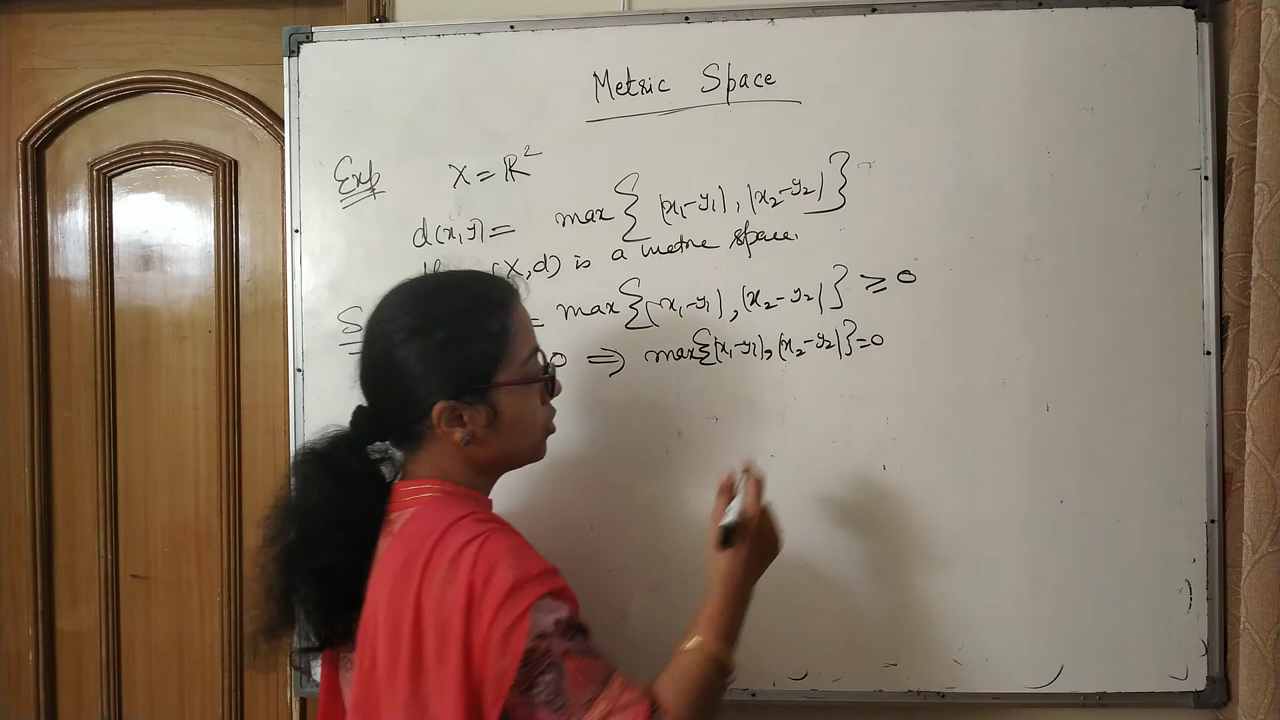 Metric Space
Exp X = ℝ²
d(x,y) = max { |x₁-y₁|, |x₂-y₂| }
(X,d) is a metric space.
S = max { |x₁-y₁|, |x₂-y₂| } ≥ 0
0 ⇒ max{|x₁-y₁|, |x₂-y₂|}=0